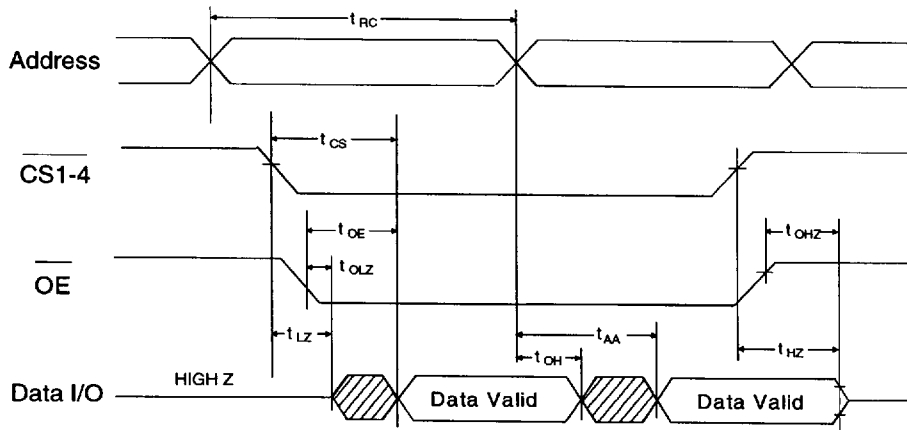 t RC
Address
t CS
CS1-4
t OE
t OHZ
t OLZ
OE
t LZ
t AA
t HZ
t OH
HIGH Z
Data I/O
Data Valid
Data Valid